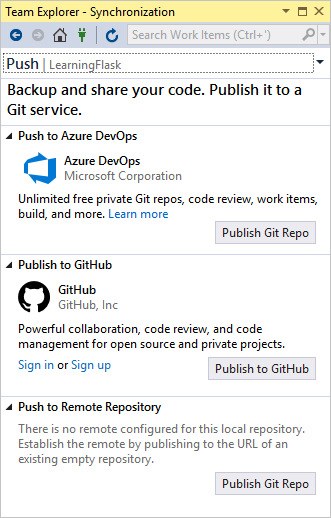 Team Explorer - Synchronization
Search Work Items (Ctrl+')
Push | LearningFlask
Backup and share your code. Publish it to a
Git service.
Push to Azure DevOps
Azure DevOps
Microsoft Corporation
Unlimited free private Git repos, code review, work items,
build, and more. Learn more
Publish Git Repo
Publish to GitHub
GitHub
GitHub, Inc
Powerful collaboration, code review, and code
management for open source and private projects.
Sign in or Sign up
Publish to GitHub
Push to Remote Repository
There is no remote configured for this local repository.
Establish the remote by publishing to the URL of an
existing empty repository.
Publish Git Repo